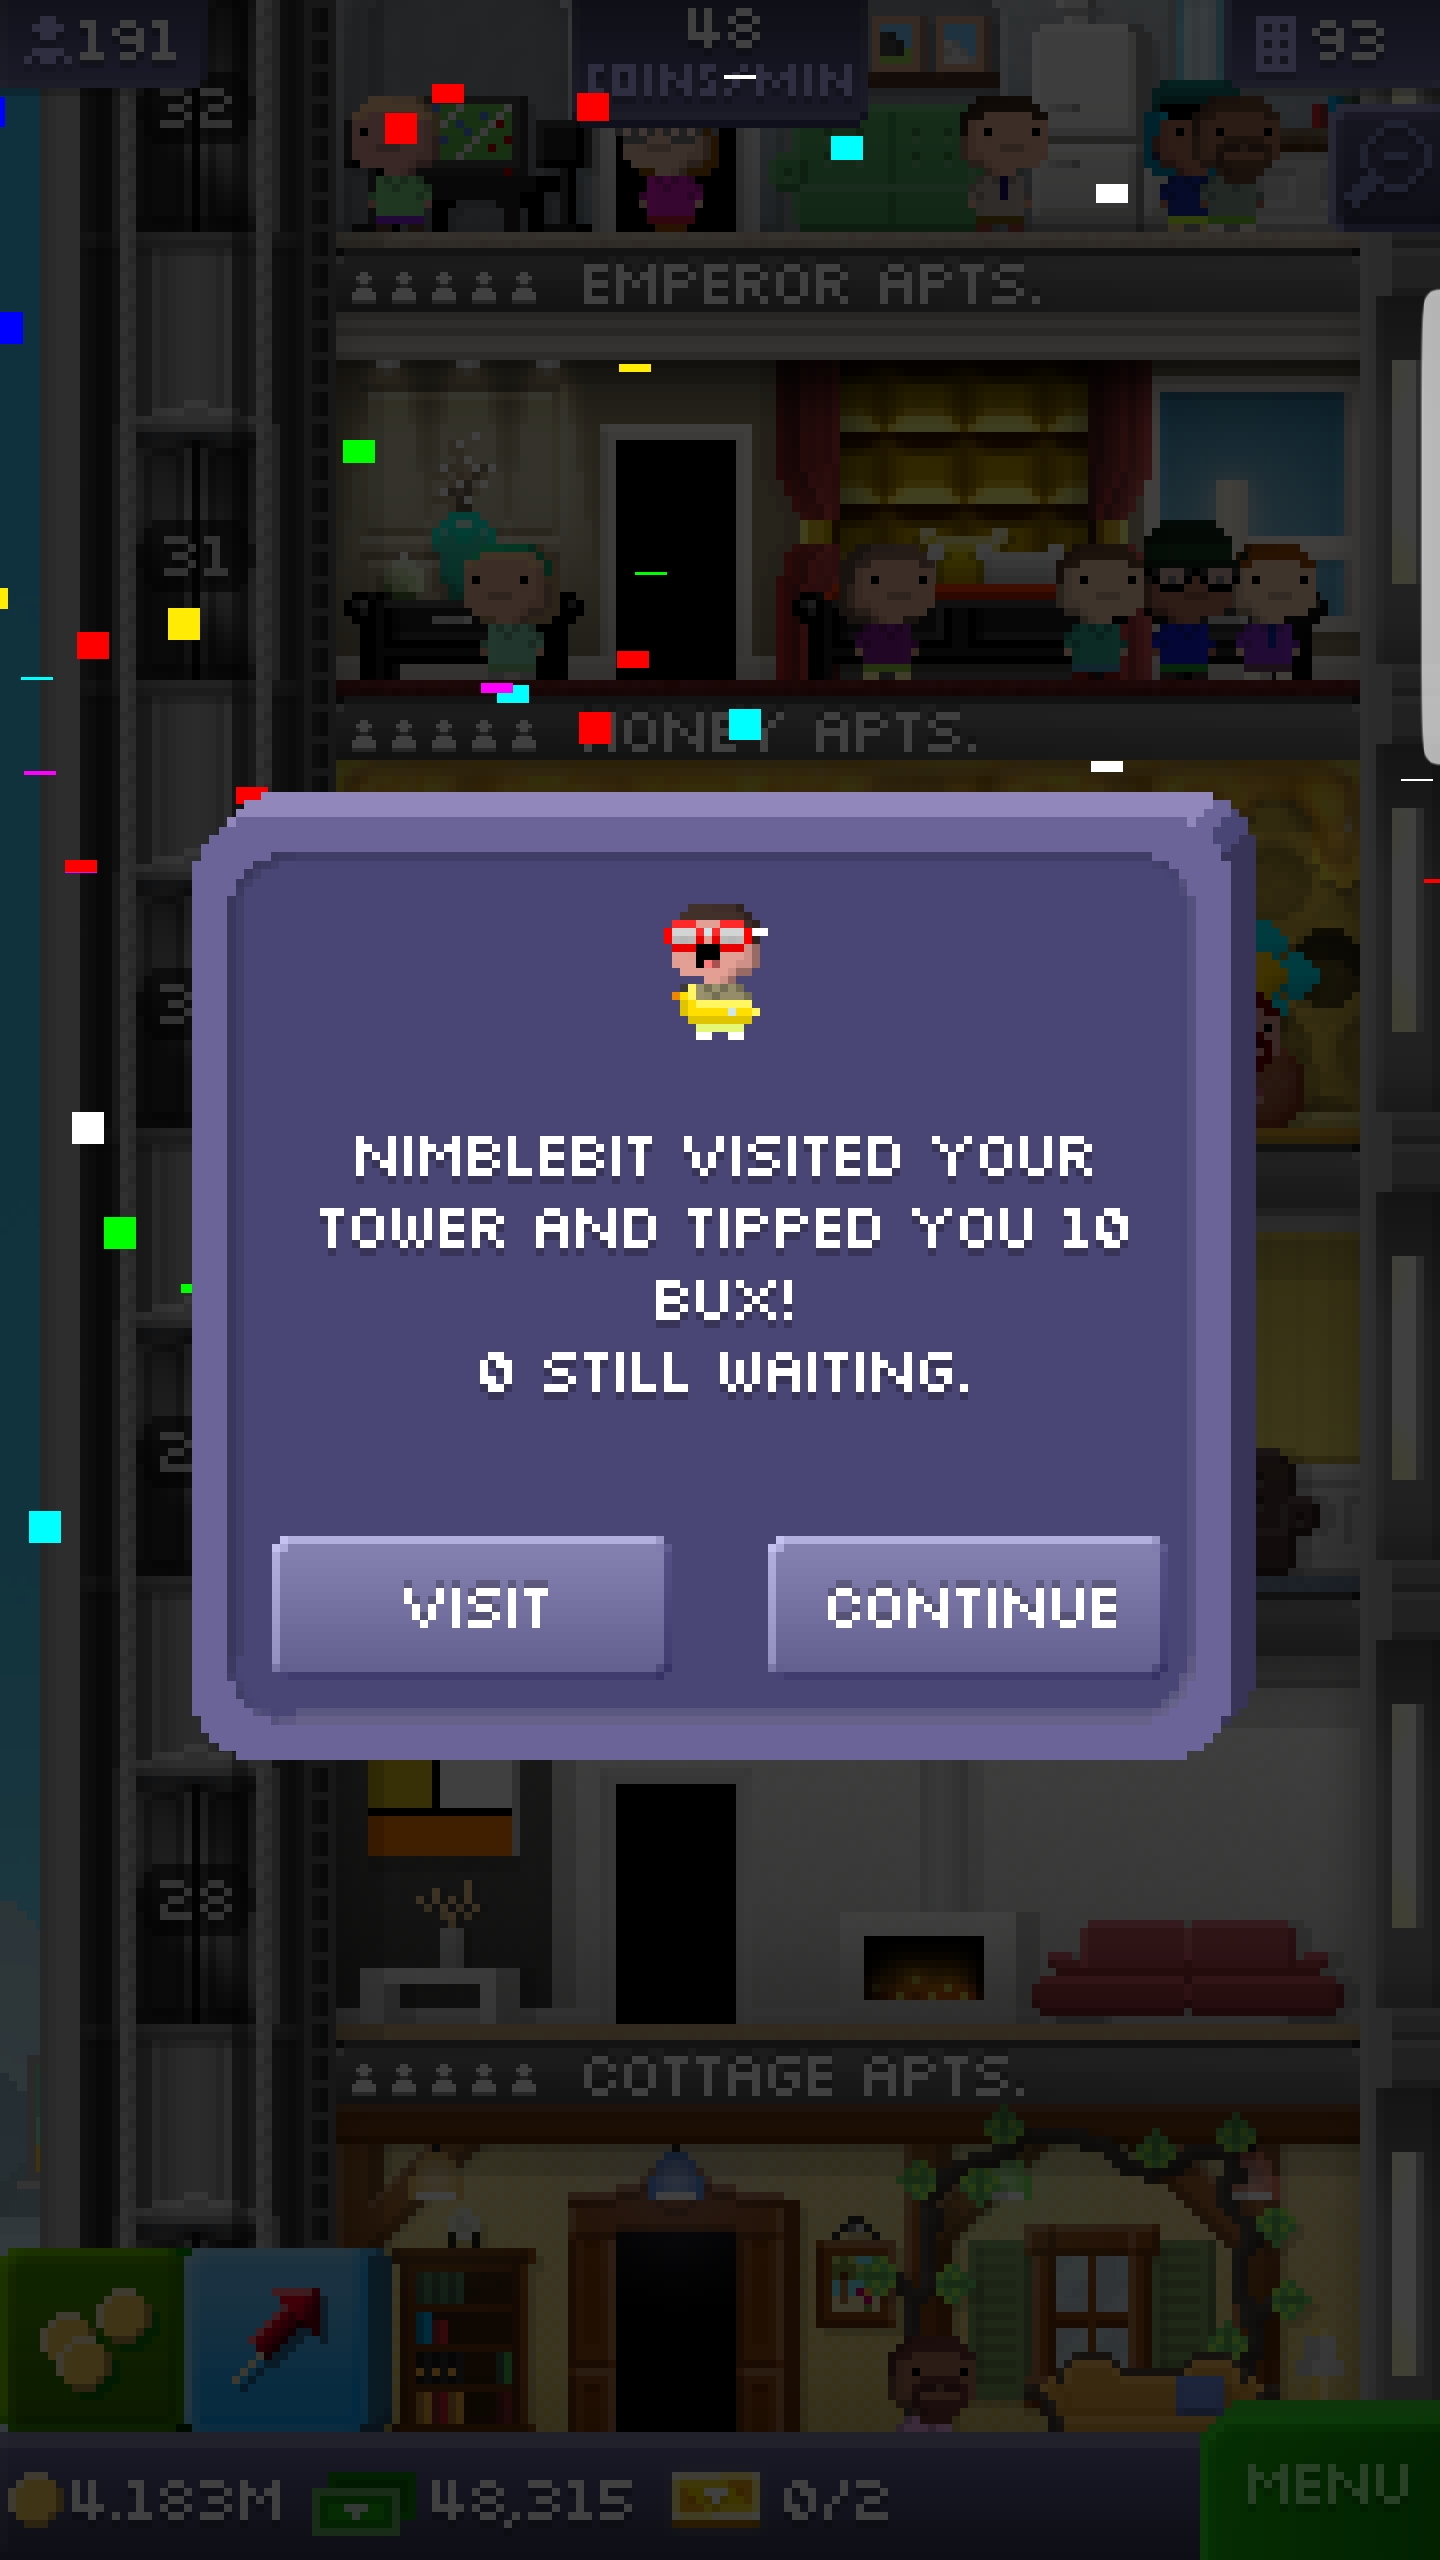 191
48
COINS/MIN
93
32
EMPEROR APTS.
31
HONEY APTS.
NIMBLEBIT VISITED YOUR
TOWER AND TIPPED YOU 10
BUX!
0 STILL WAITING.
VISIT
CONTINUE
28
COTTAGE APTS.
4.183M
48,315
0/2
MENU